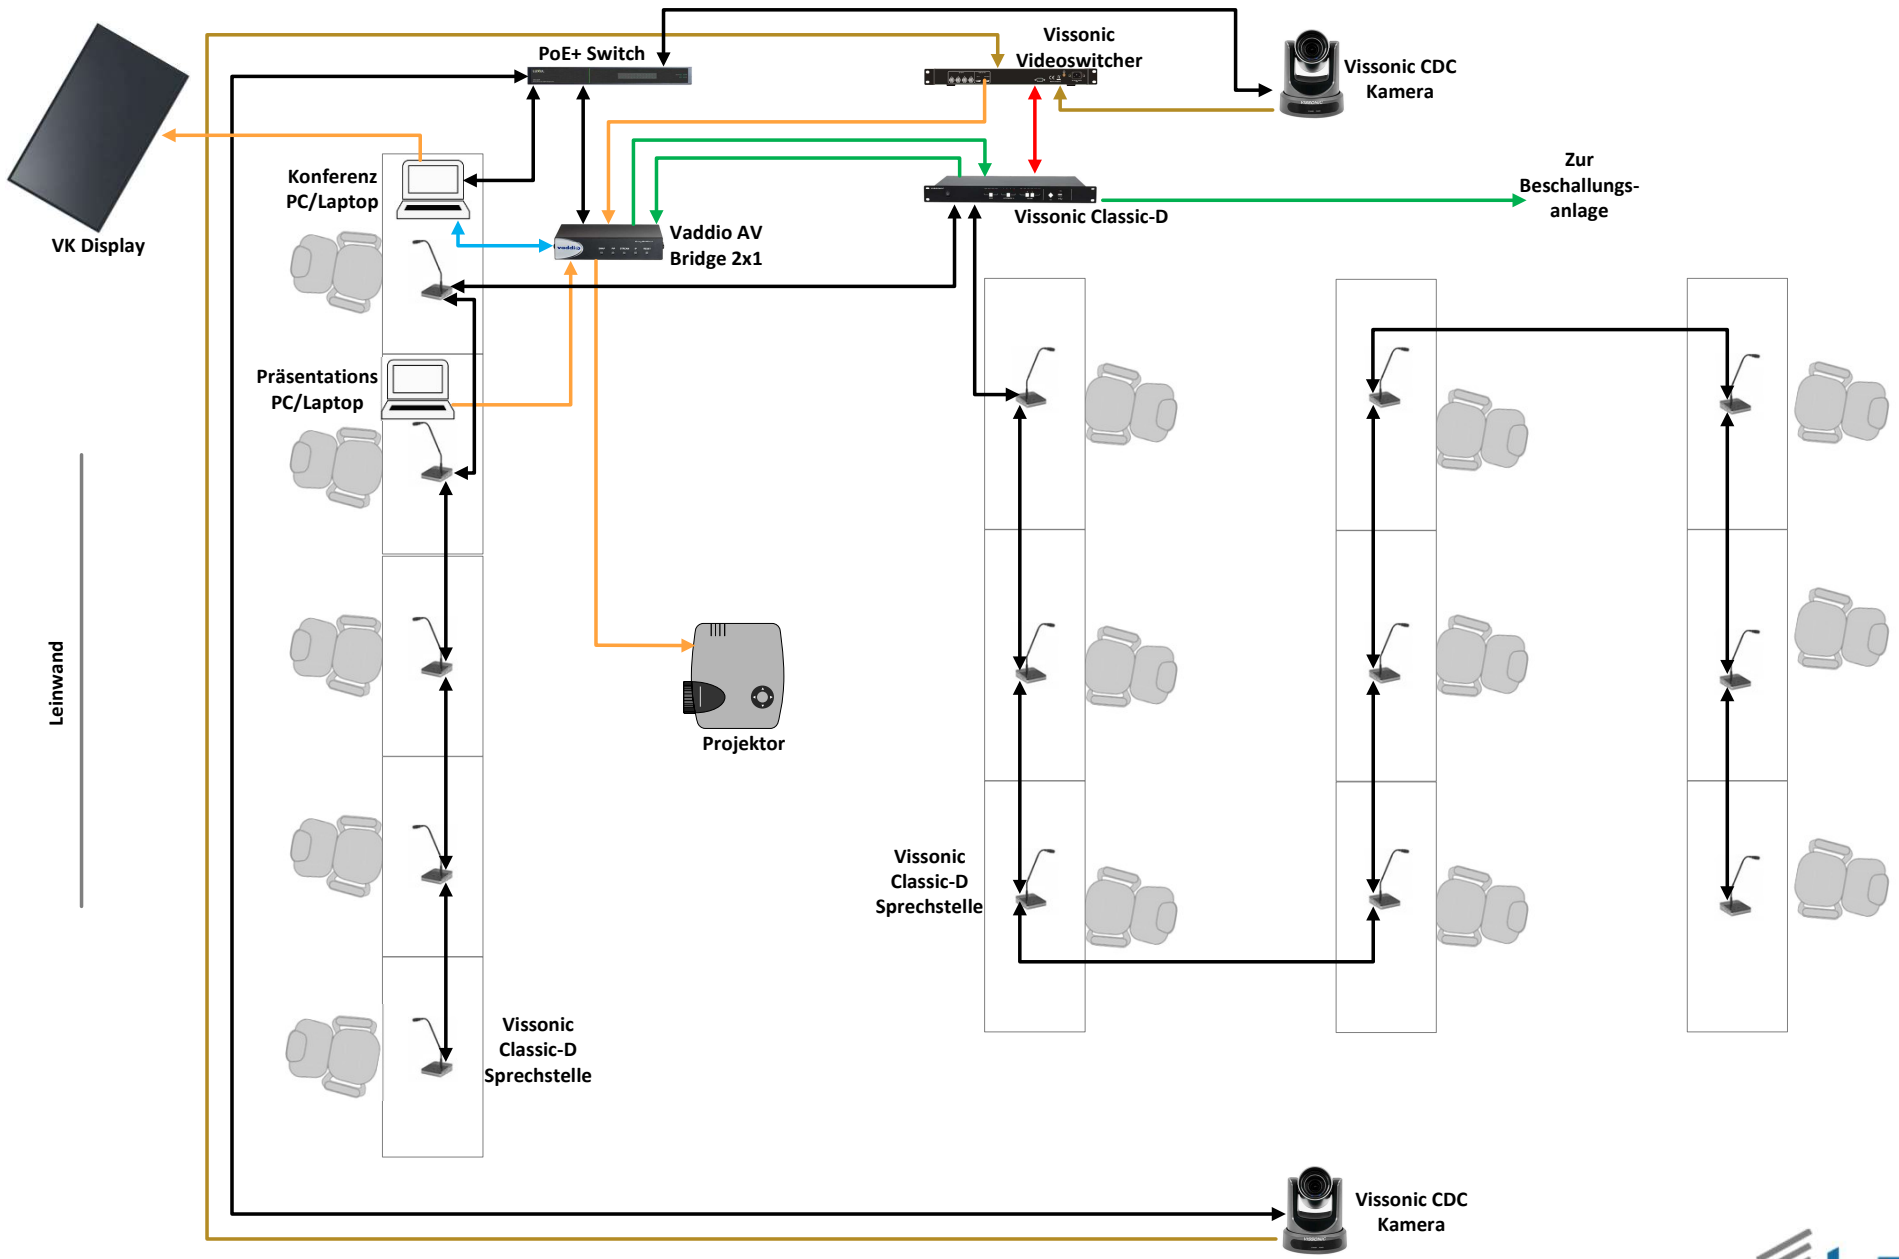 PoE+ Switch
Vissonic
Videoswitcher
Vissonic CDC
Kamera
Konferenz
PC/Laptop
VK Display
vaddio
Vaddio AV
Bridge 2x1
Vissonic Classic-D
Zur
Beschallungs-
anlage
Präsentations
PC/Laptop
Leinwand
Projektor
Vissonic
Classic-D
Sprechstelle
Vissonic
Classic-D
Sprechstelle
Vissonic CDC
Kamera